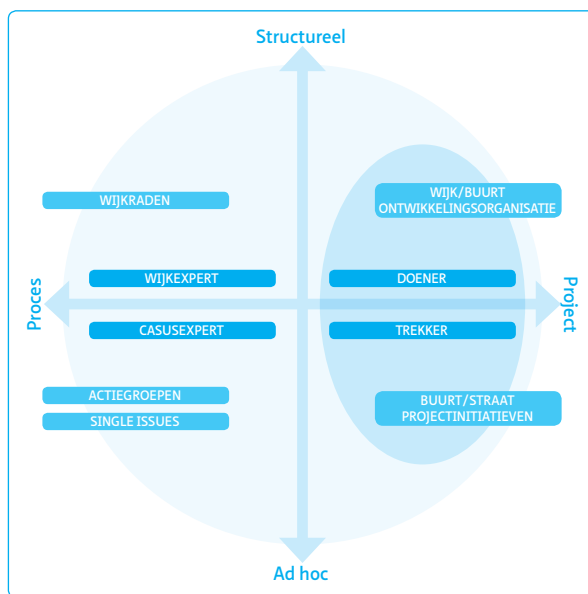 Structureel
WIJKRADEN
WIJK/BUURT
ONTWIKKELINGSORGANISATIE
WIJKEXPERT
DOENER
Proces
Project
CASUSEXPERT
TREKKER
ACTIEGROEPEN
SINGLE ISSUES
BUURT/STRAAT
PROJECTINITIATIEVEN
Ad hoc